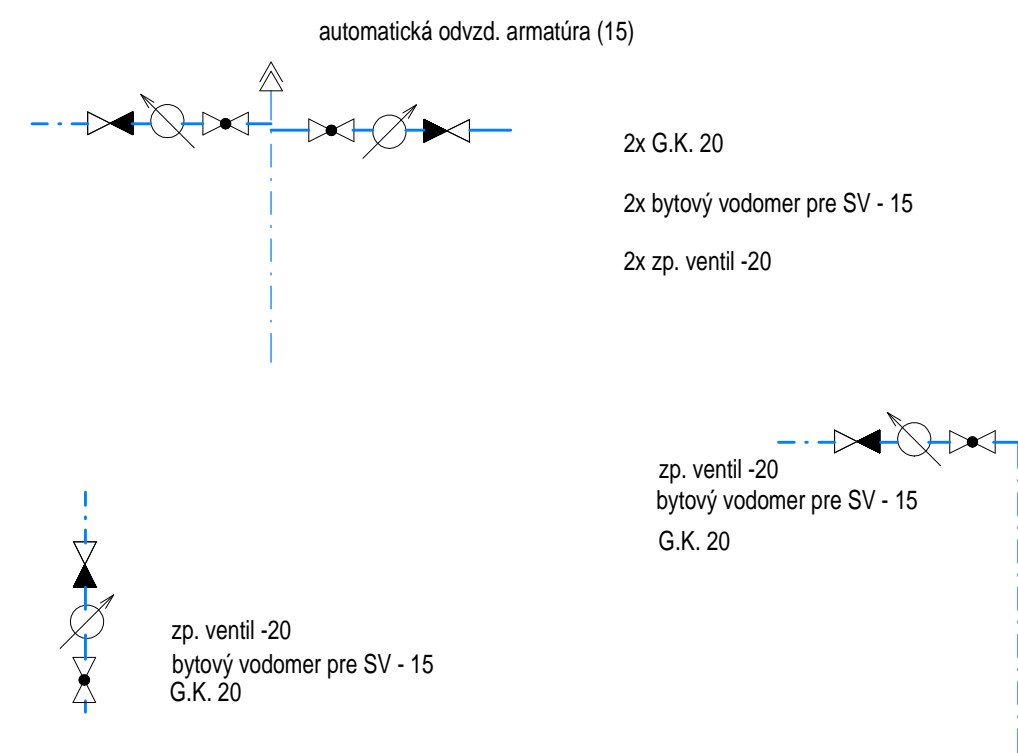 automatická odvzd. armatúra (15)
2x G.K. 20
2x bytový vodomer pre SV - 15
2x zp. ventil -20
zp. ventil -20
bytový vodomer pre SV - 15
G.K. 20
zp. ventil -20
bytový vodomer pre SV - 15
G.K. 20